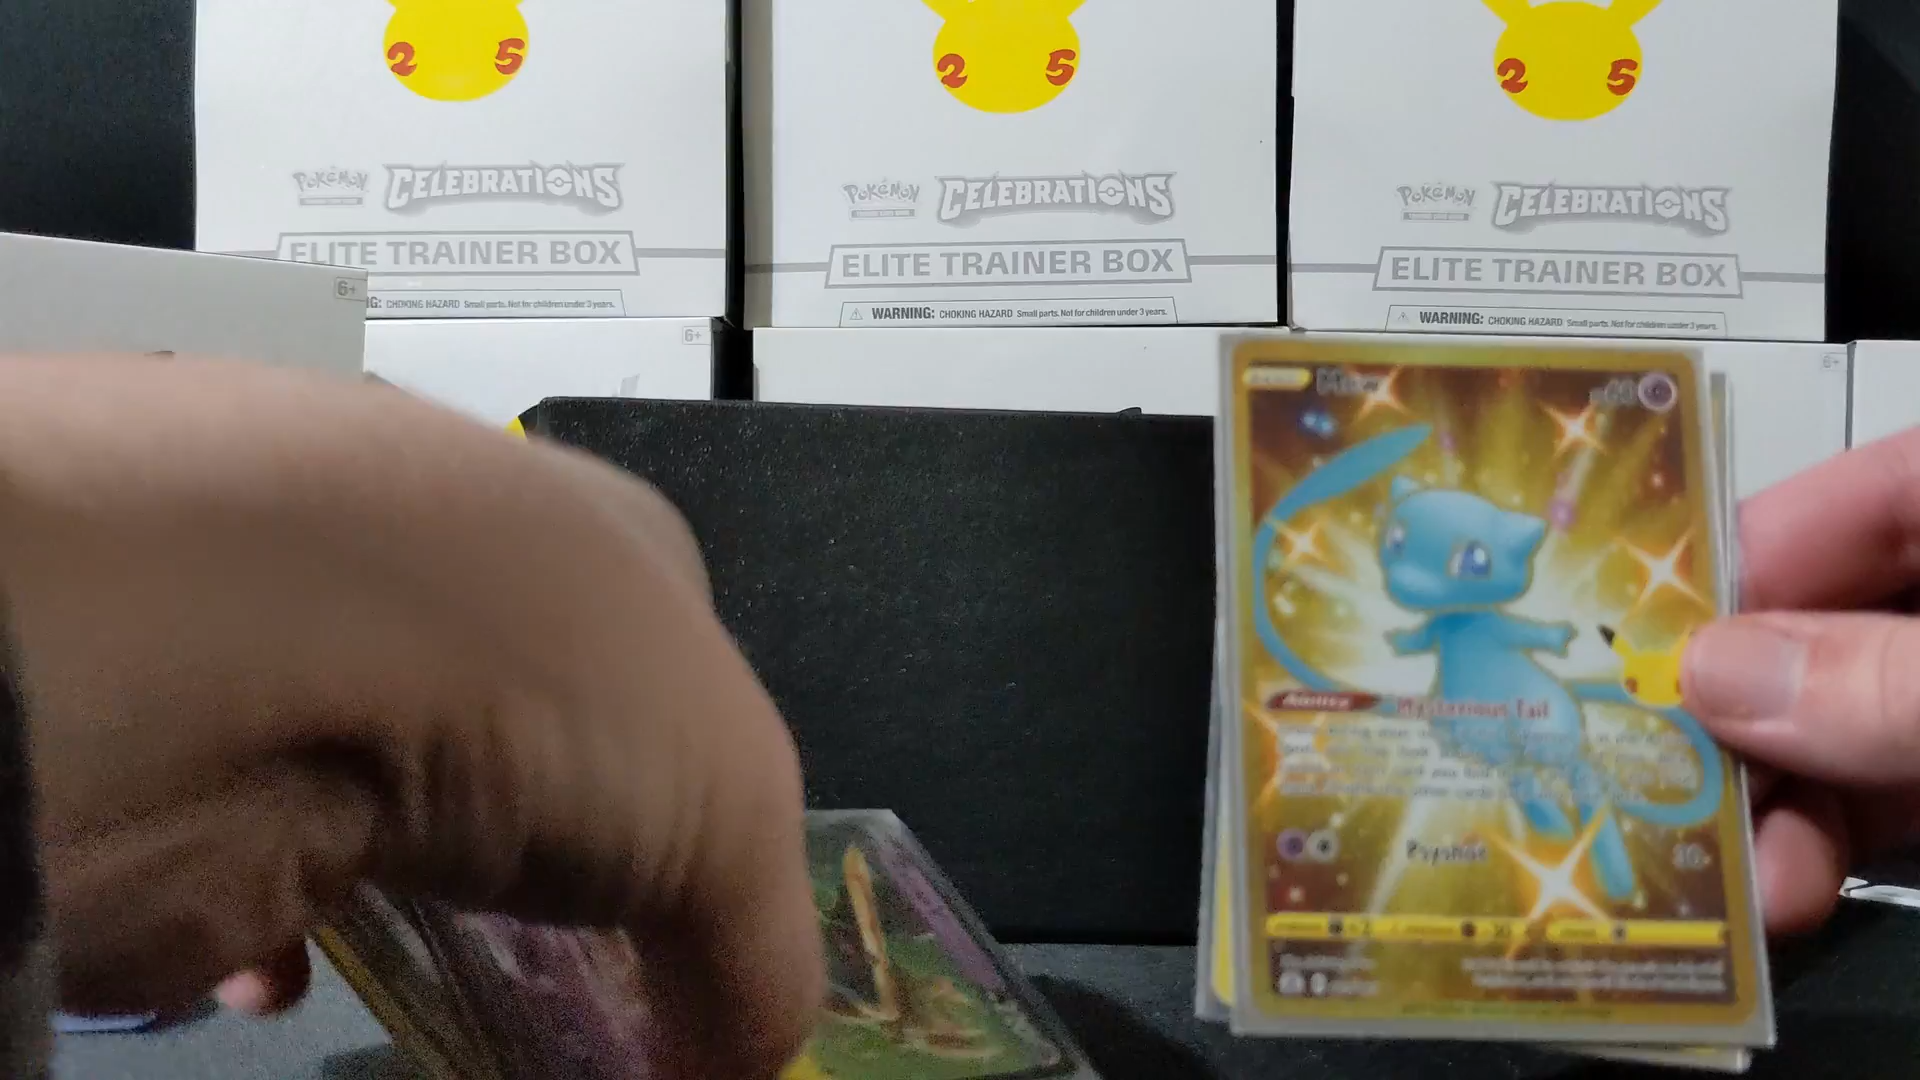 2 5
2 5
2 5
Pokémon CELEBRATIONS
Pokémon CELEBRATIONS
Pokémon CELEBRATIONS
ELITE TRAINER BOX
ELITE TRAINER BOX
ELITE TRAINER BOX
6+
G: CHOKING HAZARD Small parts. Not for children under 3 years.
WARNING: CHOKING HAZARD Small parts. Not for children under 3 years.
WARNING: CHOKING HAZARD Small parts. Not for children under 3 years.
6+
6+
Mew
60
Ability Mysterious Tail
Psyshot 30